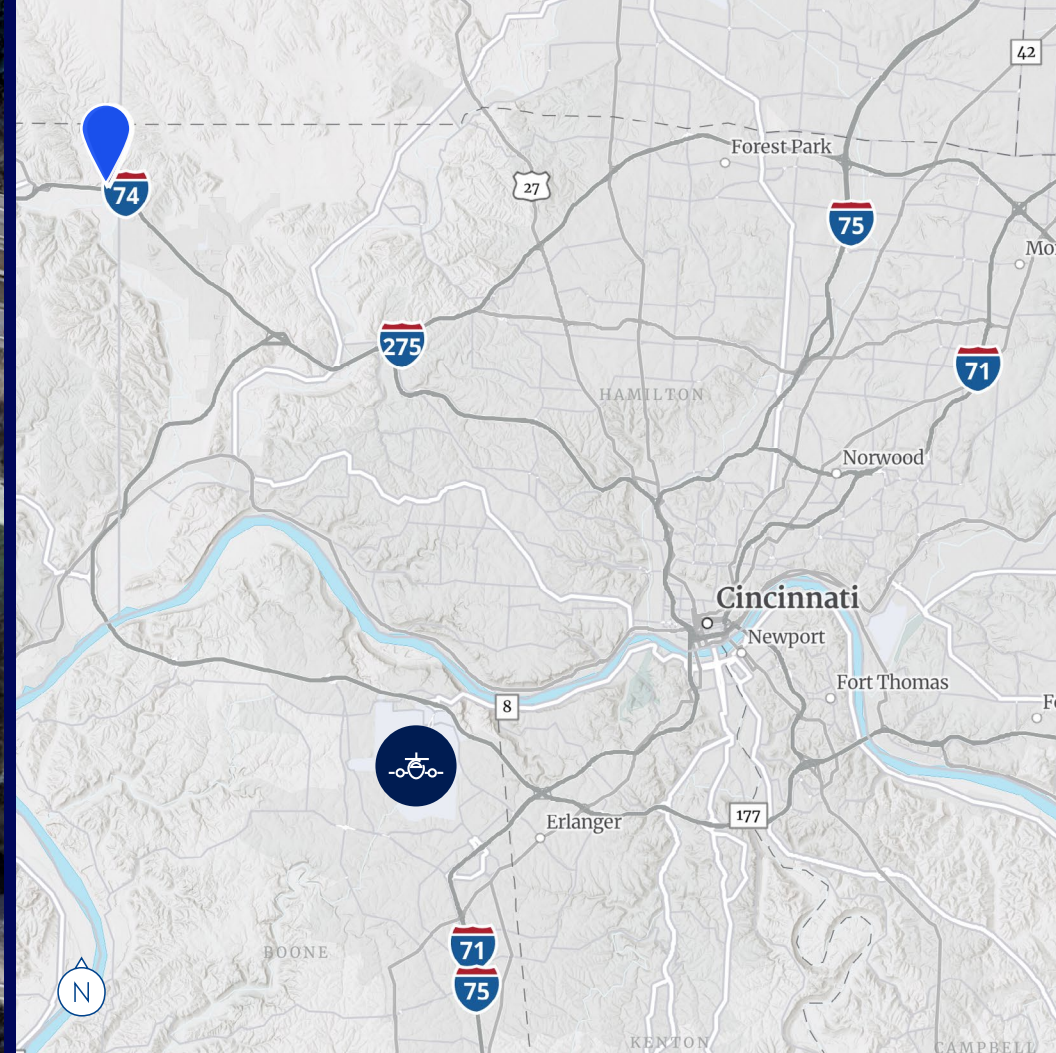 42
Forest Park
27
74
75
Mo
275
71
HAMILTON
Norwood
Cincinnati
Newport
Fort Thomas
8
Fo
177
Erlanger
71
BOONE
75
N
KENTON
CAMPBELL